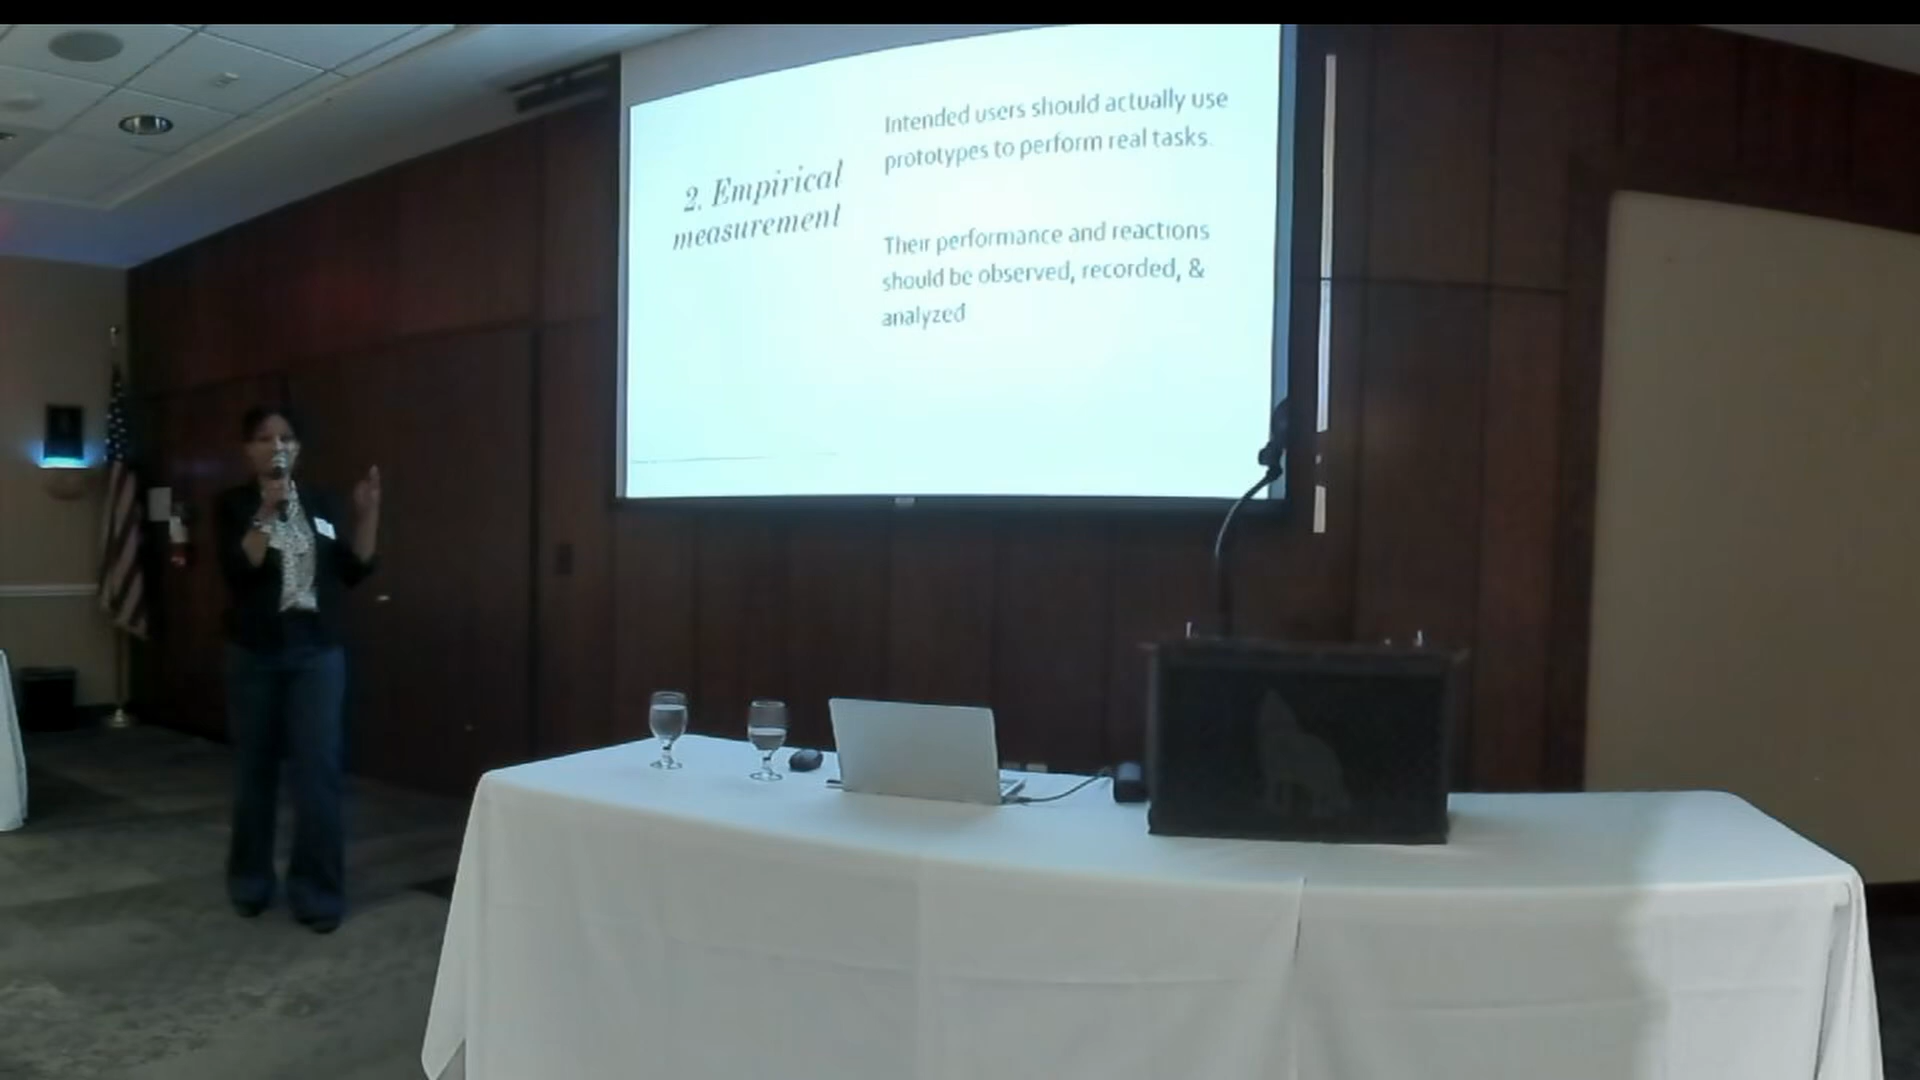 2. Empirical
measurement
Intended users should actually use
prototypes to perform real tasks.
Their performance and reactions
should be observed, recorded, &
analyzed